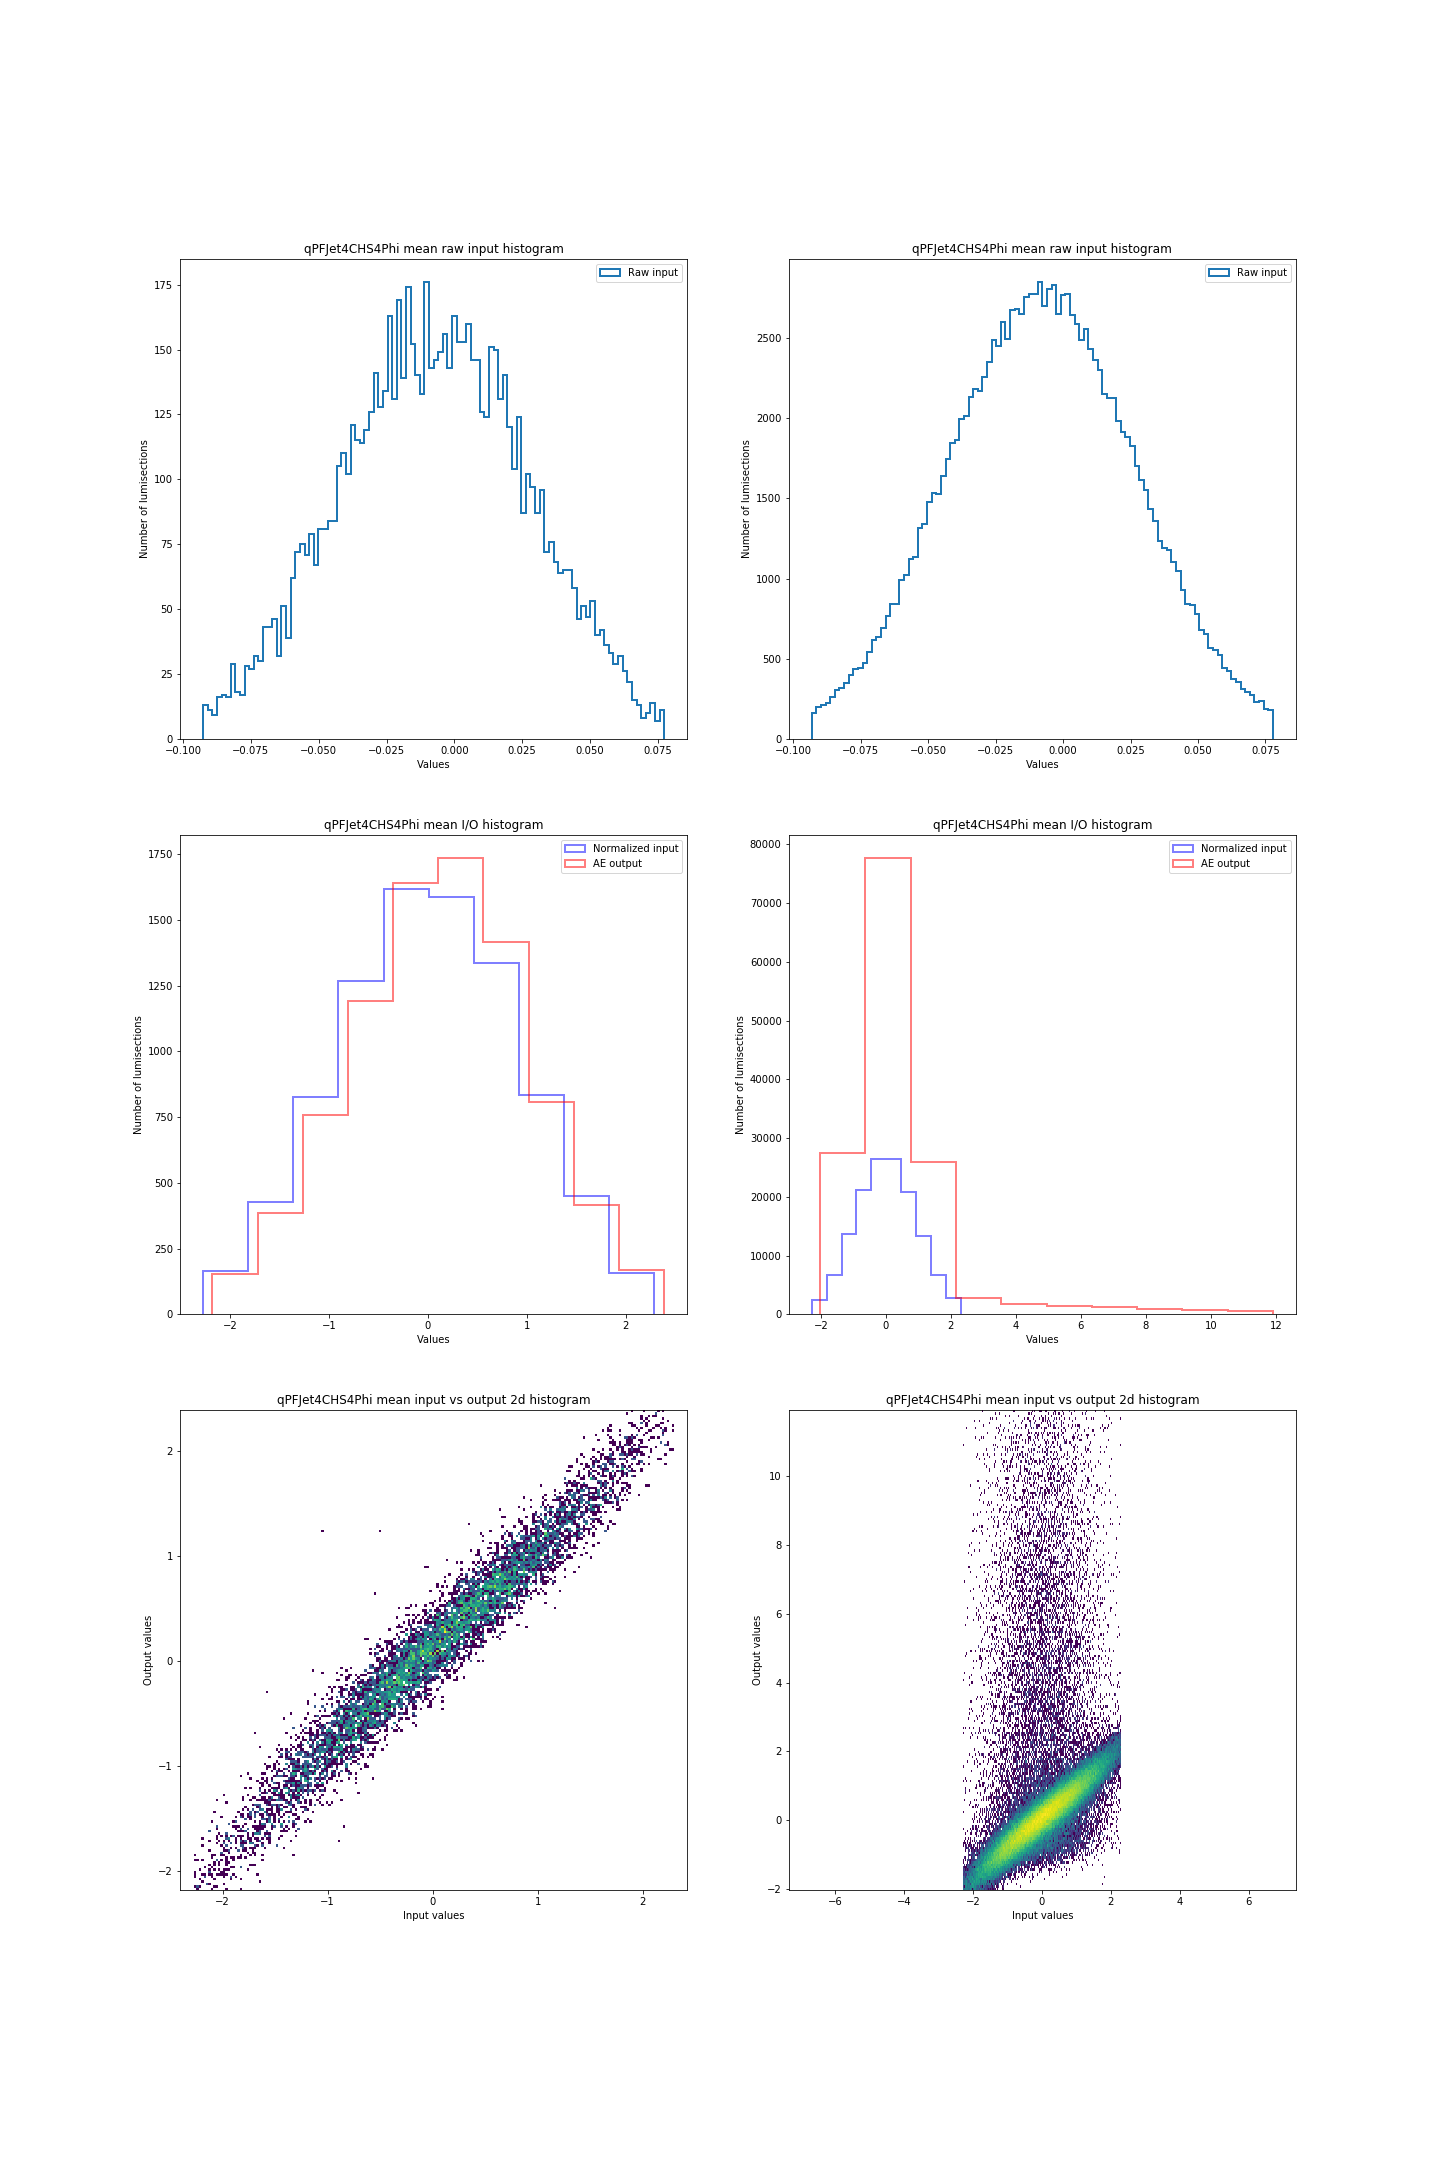 qPFJet4CHS4Phi mean raw input histogram
Raw input
175
150
125
100
75
50
25
0
Number of lumisections
−0.100 −0.075 −0.050 −0.025 0.000 0.025 0.050 0.075
Values
qPFJet4CHS4Phi mean raw input histogram
Raw input
2500
2000
1500
1000
500
0
Number of lumisections
−0.100 −0.075 −0.050 −0.025 0.000 0.025 0.050 0.075
Values
qPFJet4CHS4Phi mean I/O histogram
Normalized input
AE output
1750
1500
1250
1000
750
500
250
0
Number of lumisections
−2 −1 0 1 2
Values
qPFJet4CHS4Phi mean I/O histogram
Normalized input
AE output
80000
70000
60000
50000
40000
30000
20000
10000
0
Number of lumisections
−2 0 2 4 6 8 10 12
Values
qPFJet4CHS4Phi mean input vs output 2d histogram
2
1
0
−1
−2
Output values
−2 −1 0 1 2
Input values
qPFJet4CHS4Phi mean input vs output 2d histogram
10
8
6
4
2
0
−2
Output values
−6 −4 −2 0 2 4 6
Input values